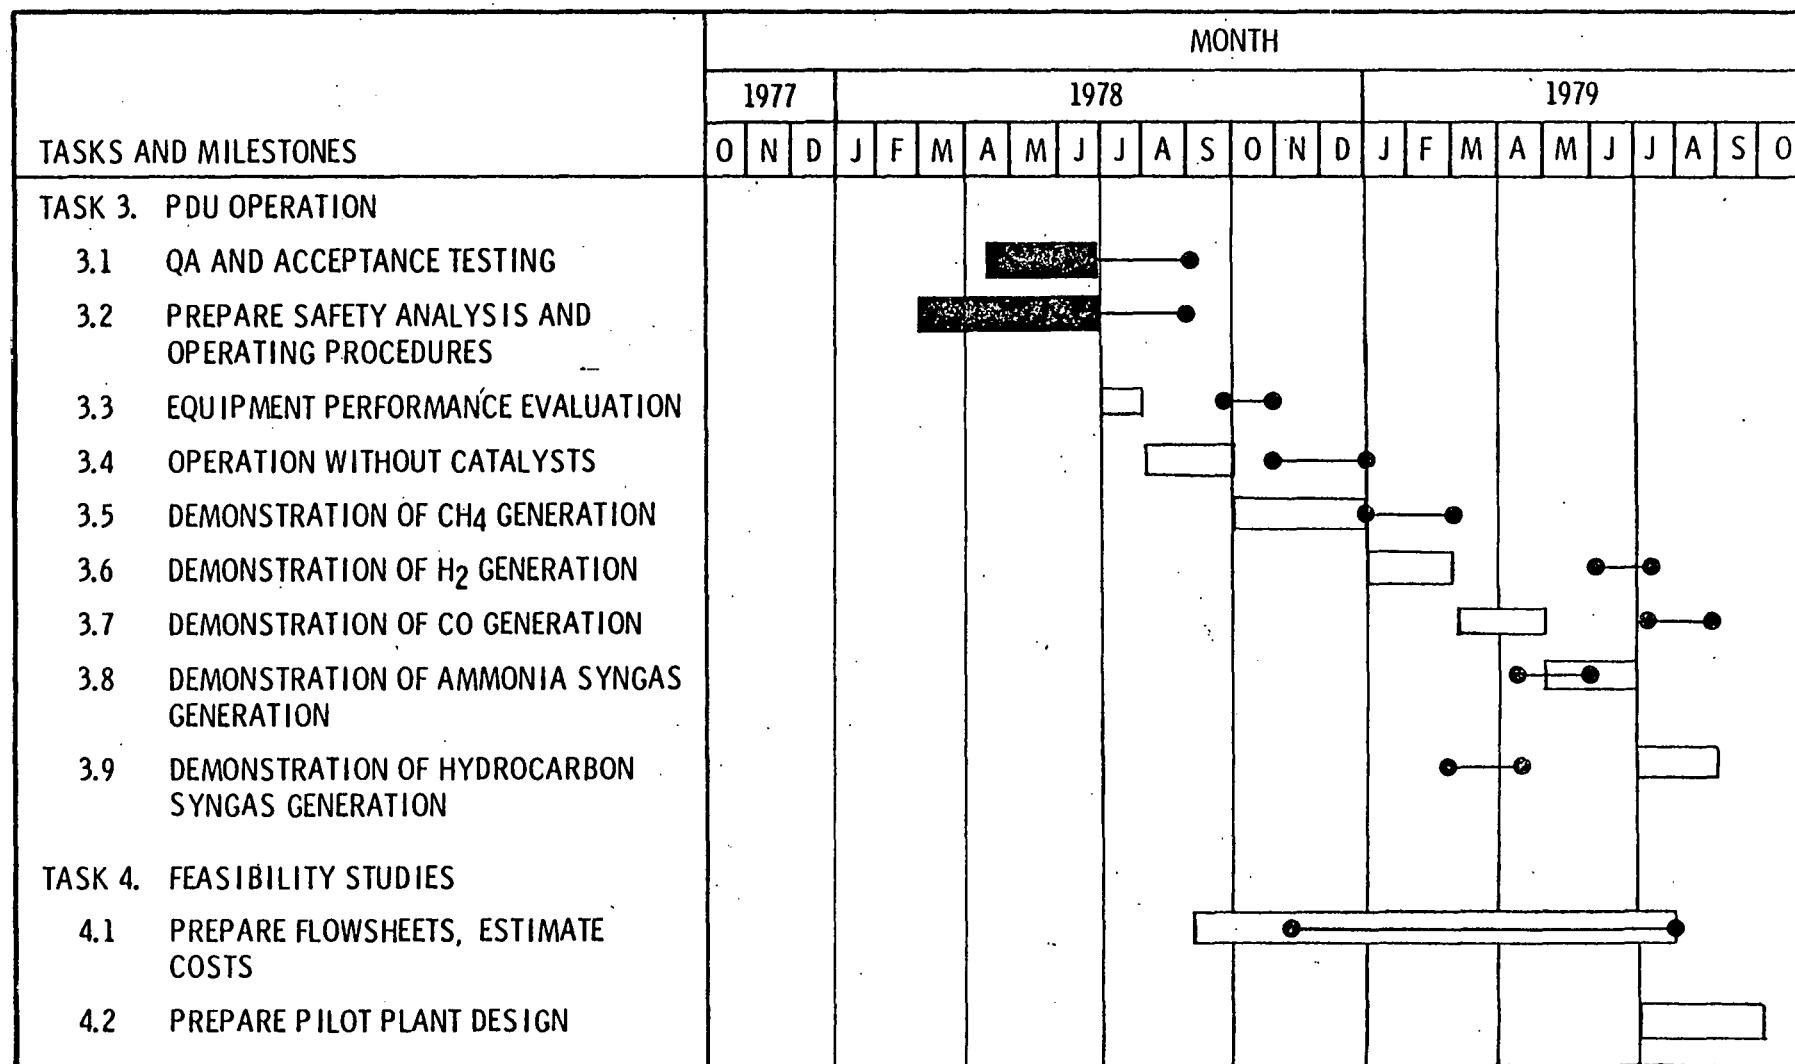 MONTH
1977 1978 1979
TASKS AND MILESTONES O N D J F M A M J J A S O N D J F M A M J J A S O
TASK 3. PDU OPERATION
3.1 QA AND ACCEPTANCE TESTING
3.2 PREPARE SAFETY ANALYSIS AND
OPERATING PROCEDURES
3.3 EQUIPMENT PERFORMANCE EVALUATION
3.4 OPERATION WITHOUT CATALYSTS
3.5 DEMONSTRATION OF CH4 GENERATION
3.6 DEMONSTRATION OF H2 GENERATION
3.7 DEMONSTRATION OF CO GENERATION
3.8 DEMONSTRATION OF AMMONIA SYNGAS
GENERATION
3.9 DEMONSTRATION OF HYDROCARBON
SYNGAS GENERATION
TASK 4. FEASIBILITY STUDIES
4.1 PREPARE FLOWSHEETS, ESTIMATE
COSTS
4.2 PREPARE PILOT PLANT DESIGN